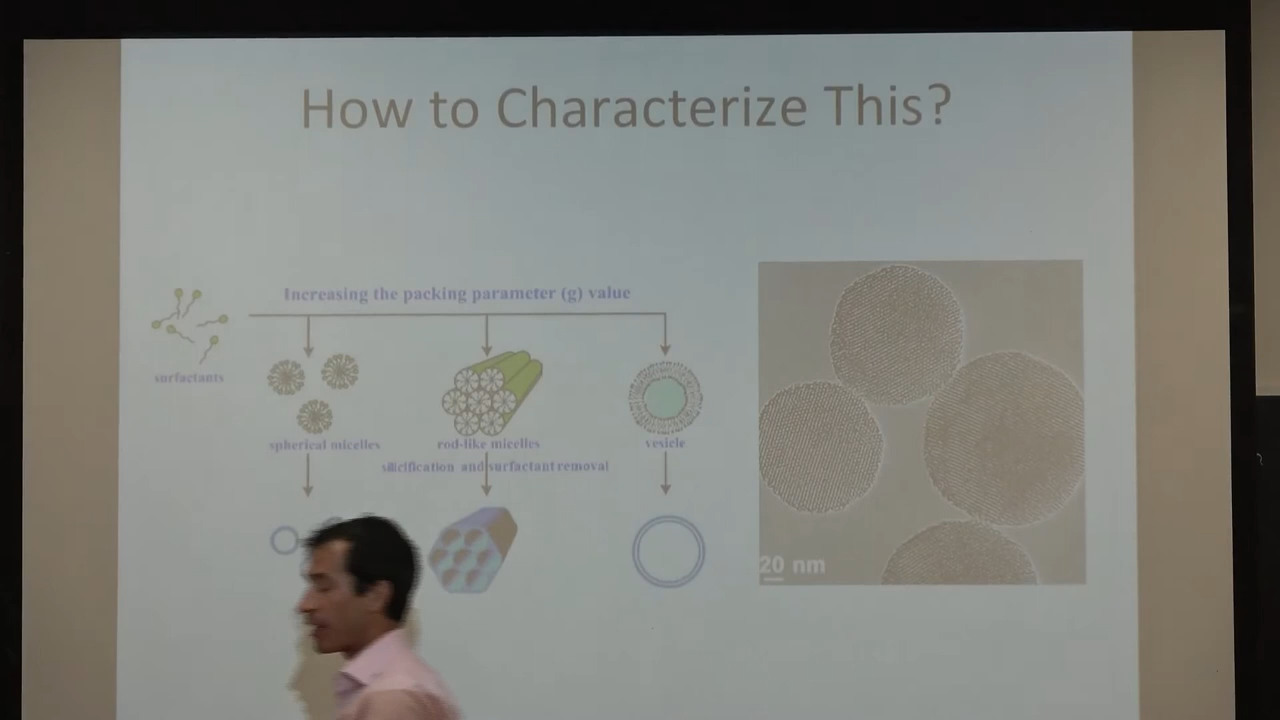 How to Characterize This?
Increasing the packing parameter (g) value
surfactants
spherical micelles
rod-like micelles
vesicle
silicification and surfactant removal
20 nm